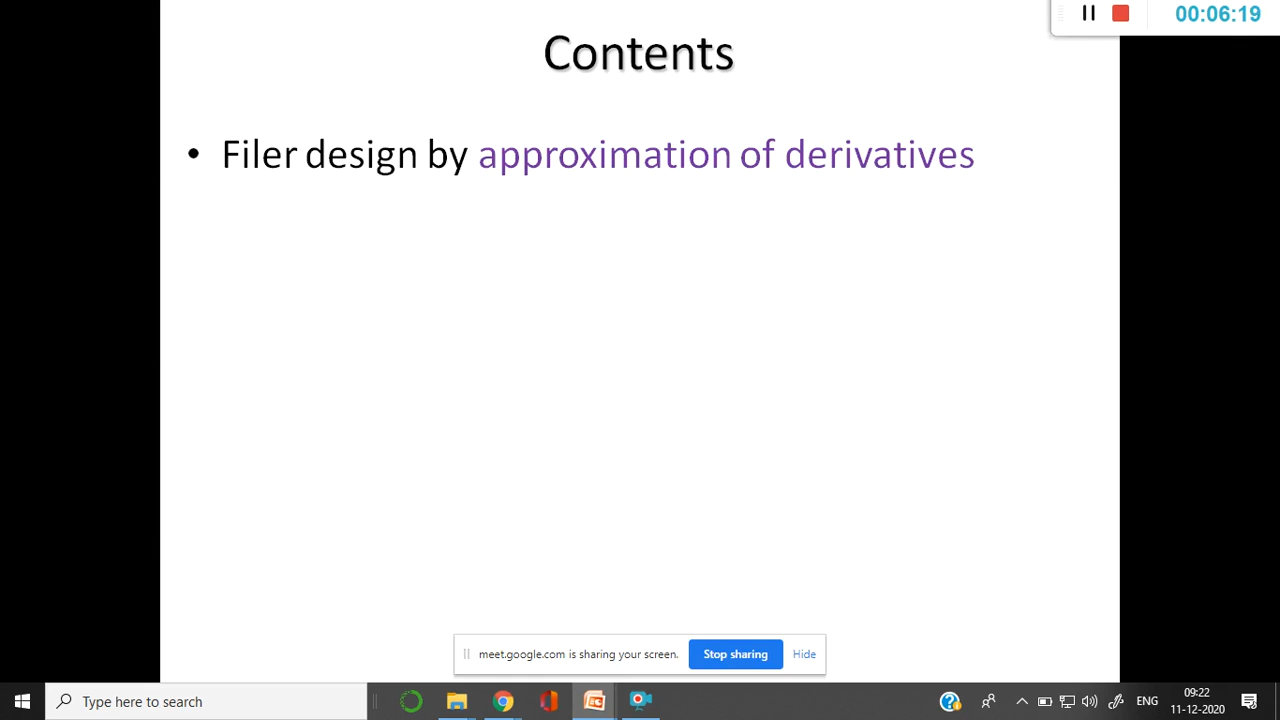 00:06:19
Contents
• Filer design by approximation of derivatives
meet.google.com is sharing your screen. Stop sharing Hide
Type here to search
ENG
09:22
11-12-2020